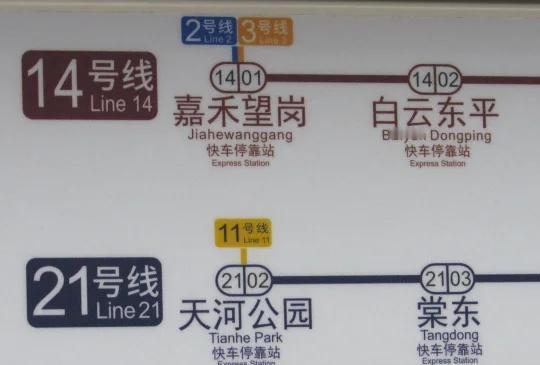 2号线
Line 2
3号线
Line 3
14号线
Line 14
14 01
14 02
嘉禾望岗
Jiahewanggang
快车停靠站
Express Station
白云东平
Dongping
快车停靠站
Express Station
11号线
Line 11
21号线
Line 21
21 02
21 03
天河公园
Tianhe Park
快车停靠站
Express Station
棠东
Tangdong
快车停靠站
Express Station